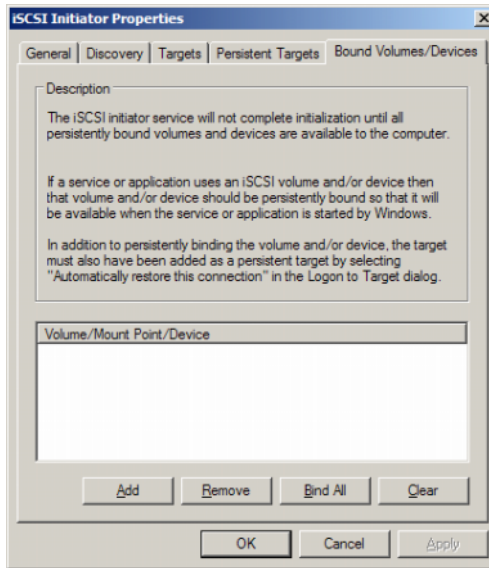 iSCSI Initiator Properties
General
Discovery
Targets
Persistent Targets
Bound Volumes/Devices
Description
The iSCSI initiator service will not complete initialization until all
persistently bound volumes and devices are available to the computer.
If a service or application uses an iSCSI volume and/or device then
that volume and/or device should be persistently bound so that it will
be available when the service or application is started by Windows.
In addition to persistently binding the volume and/or device, the target
must also have been added as a persistent target by selecting
"Automatically restore this connection" in the Logon to Target dialog.
Volume/Mount Point/Device
Add
Remove
Bind All
Clear
OK
Cancel
Apply